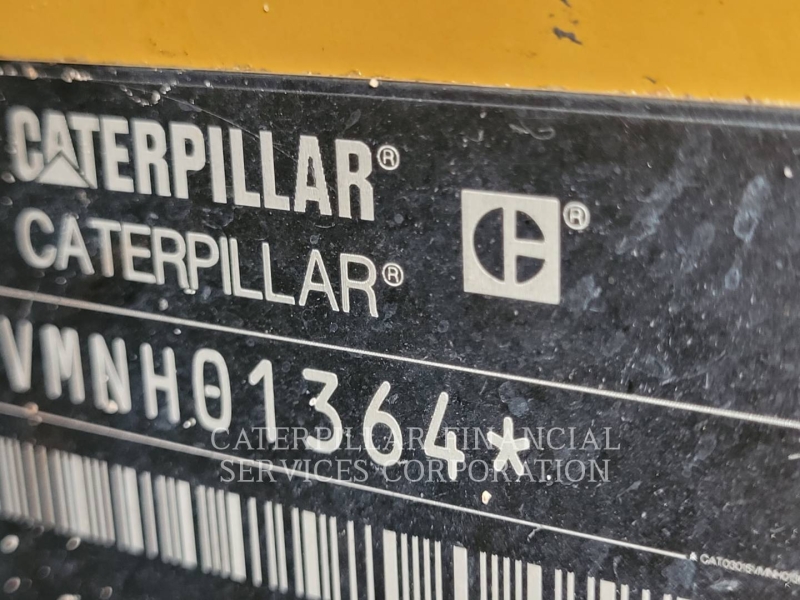 CATERPILLAR®
CATERPILLAR®
®
VMNH01364*
CATERPILLAR FINANCIAL
SERVICES CORPORATION